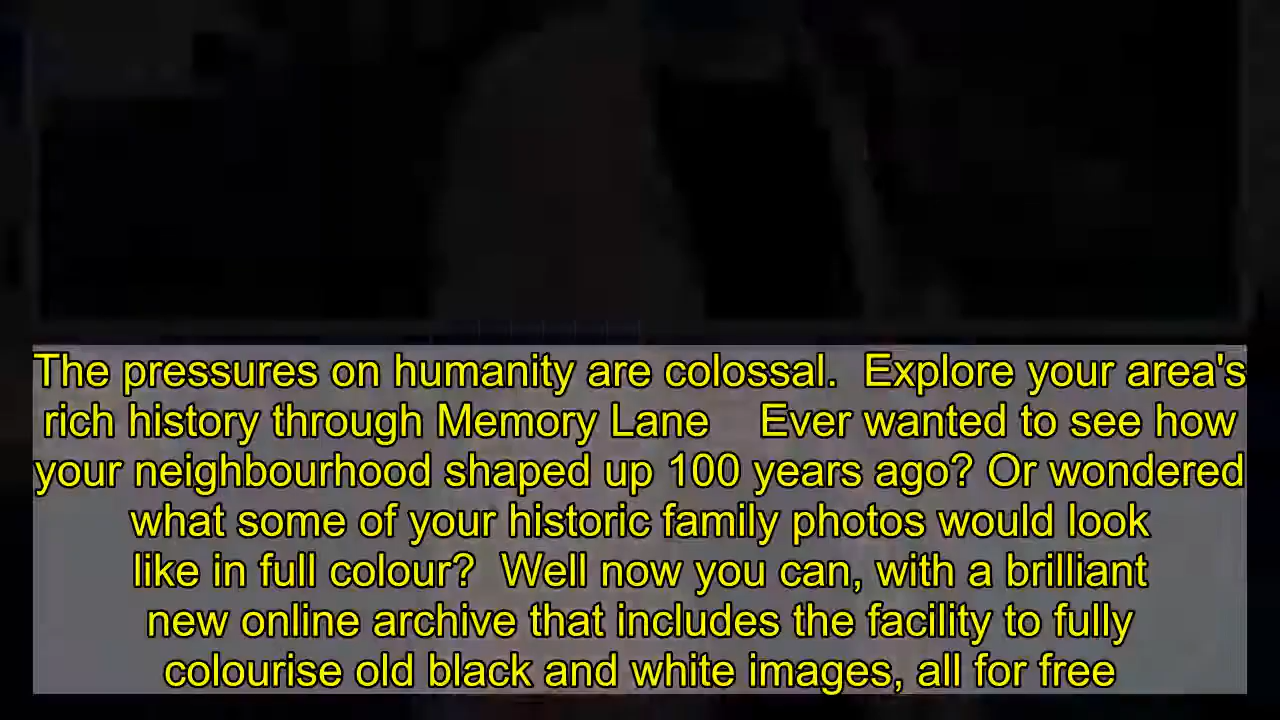 The pressures on humanity are colossal.  Explore your area's
rich history through Memory Lane    Ever wanted to see how
your neighbourhood shaped up 100 years ago? Or wondered
what some of your historic family photos would look
like in full colour?  Well now you can, with a brilliant
new online archive that includes the facility to fully
colourise old black and white images, all for free